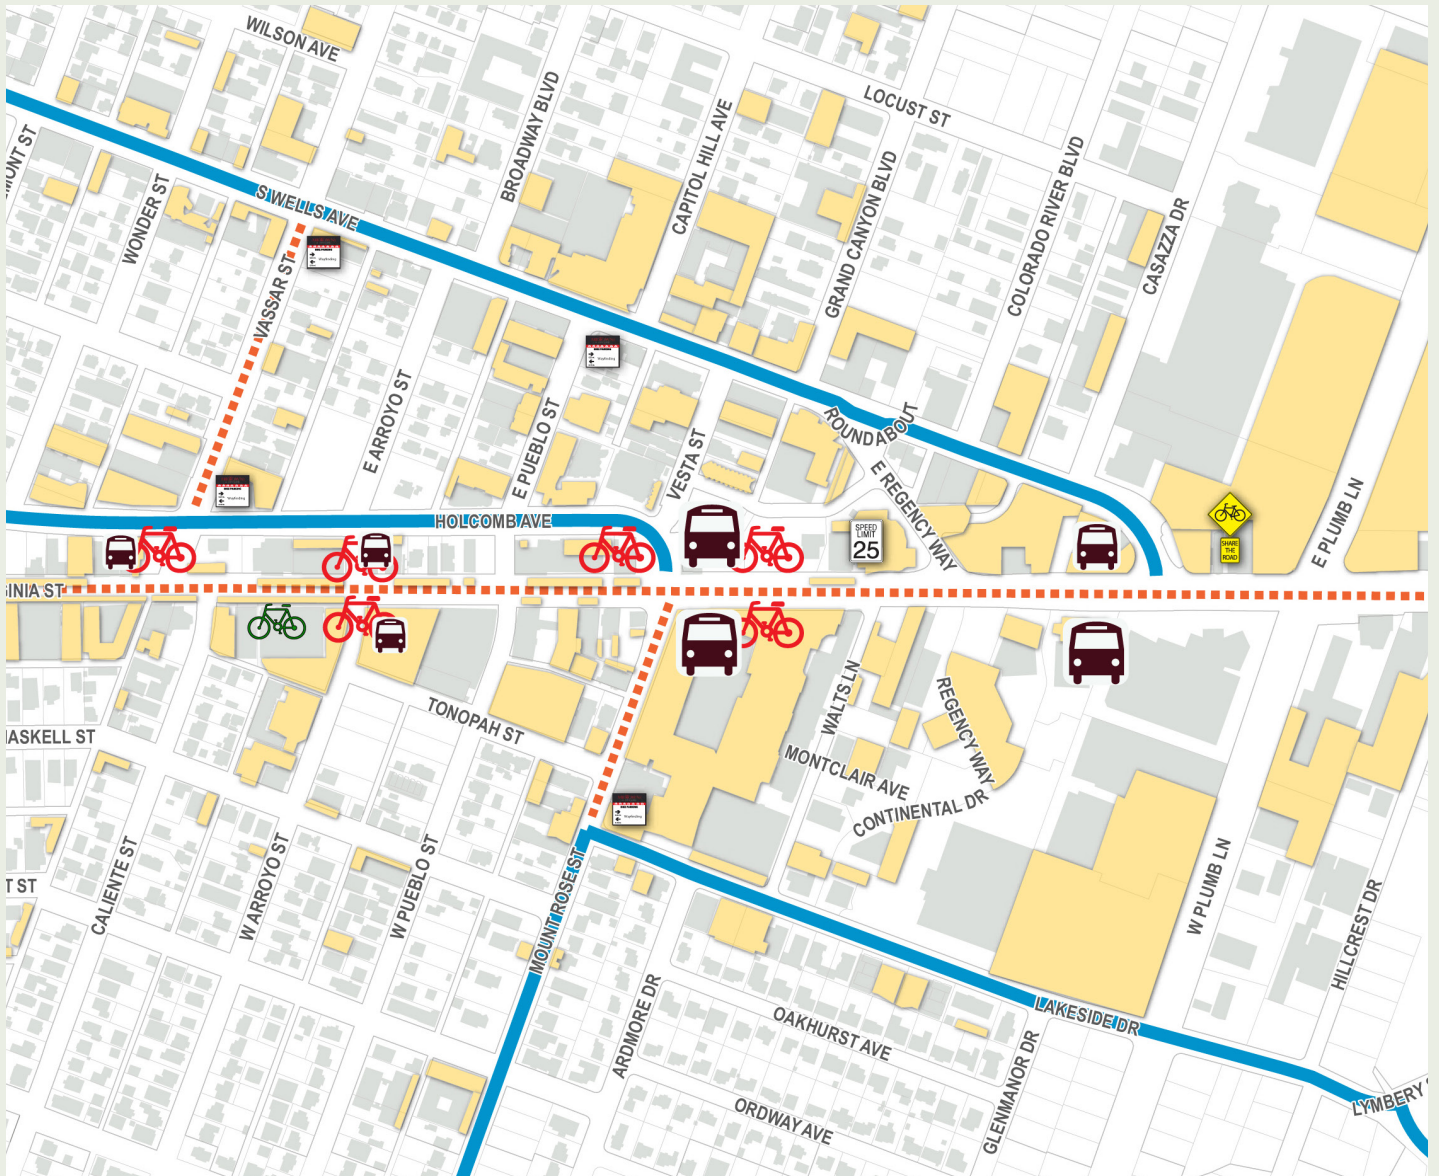 WILSON AVE
BROADWAY BLVD
LOCUST ST
CAPITOL HILL AVE
MONT ST
WONDER ST
S WELLS AVE
GRAND CANYON BLVD
COLORADO RIVER BLVD
CASAZZA DR
VASSAR ST
E ARROYO ST
E PUEBLO ST
VESTA ST
ROUNDABOUT
E REGENCY WAY
E PLUMB LN
HOLCOMB AVE
SPEED
LIMIT
25
SHARE
THE
ROAD
GINIA ST
TONOPAH ST
WALTS LN
REGENCY WAY
MONTCLAIR AVE
CONTINENTAL DR
HASKELL ST
T ST
CALIENTE ST
W ARROYO ST
W PUEBLO ST
MOUNT ROSE ST
W PLUMB LN
HILLCREST DR
ARDMORE DR
OAKHURST AVE
LAKESIDE DR
GLENMANOR DR
ORDWAY AVE
LYMBERY